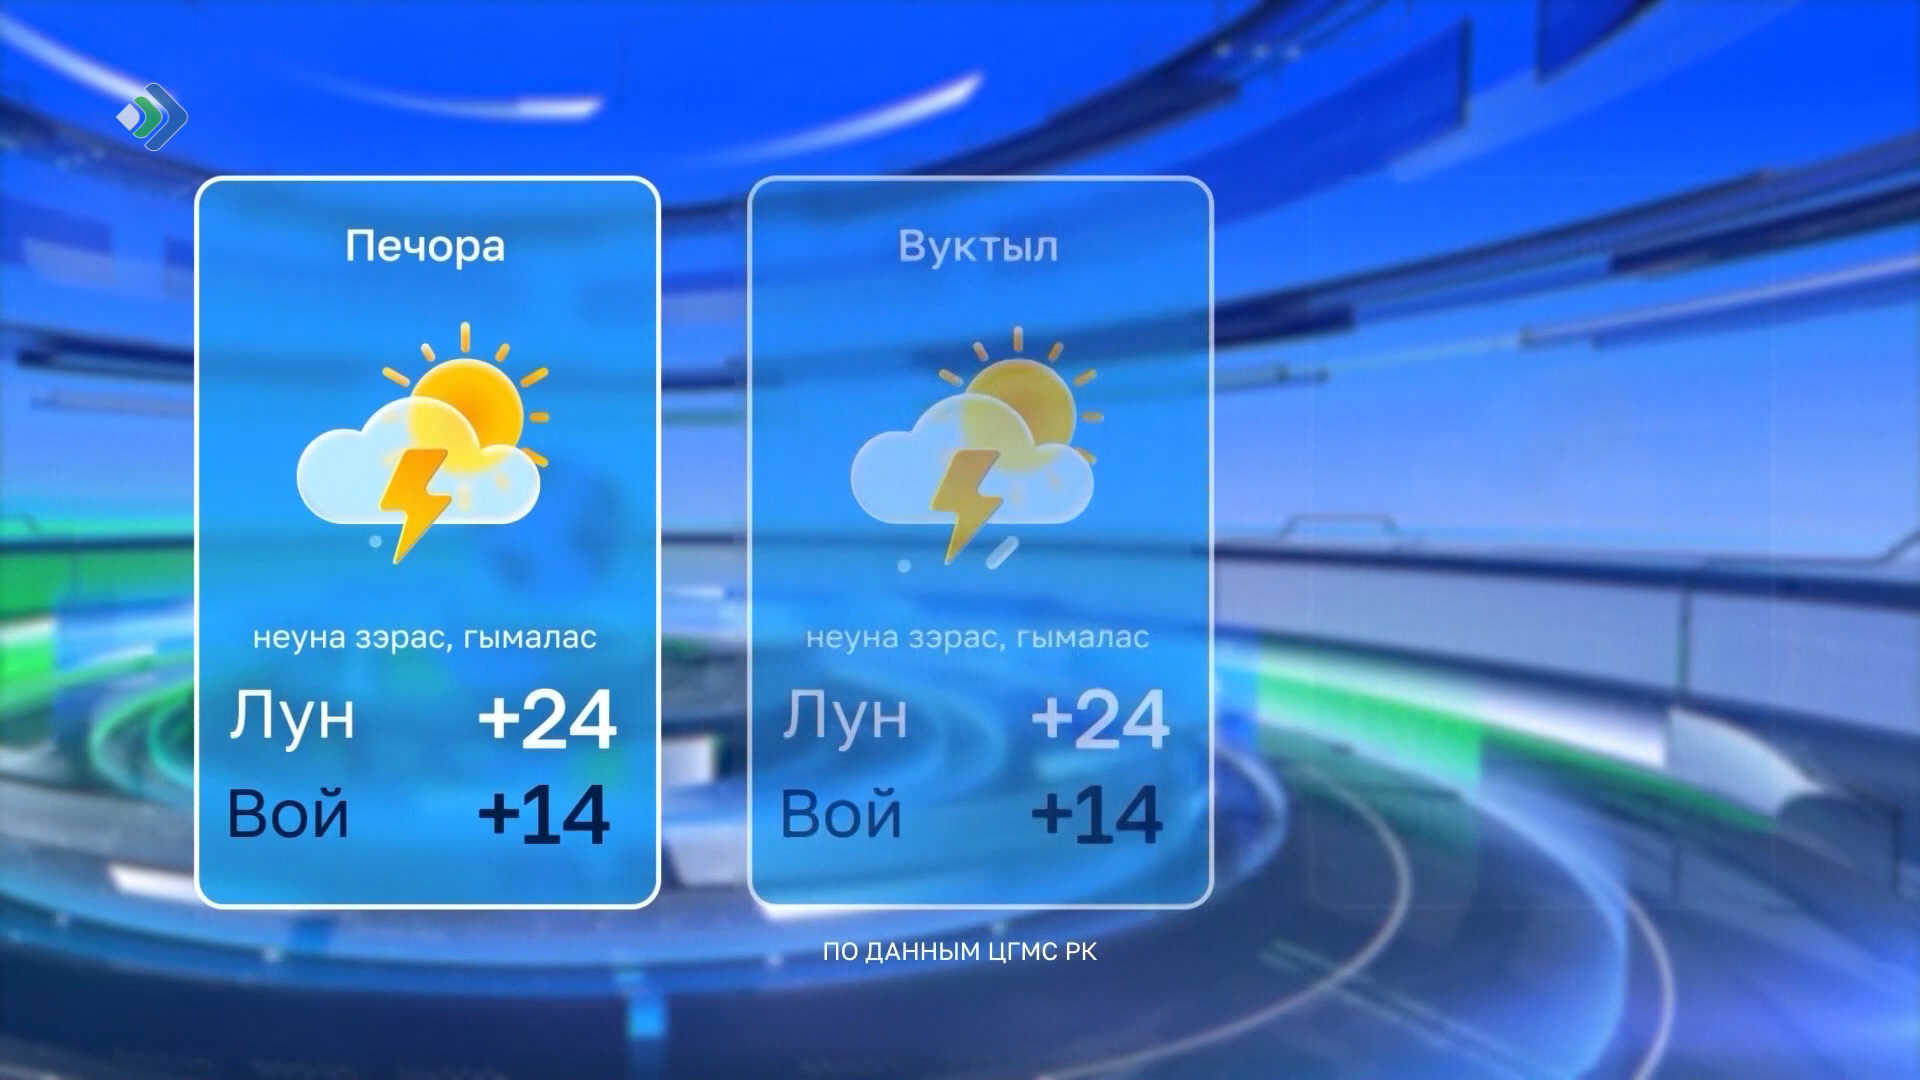 Печора
неуна зэрас, гымалас
Лун +24
Вой +14
Вуктыл
неуна зэрас, гымалас
Лун +24
Вой +14
ПО ДАННЫМ ЦГМС РК